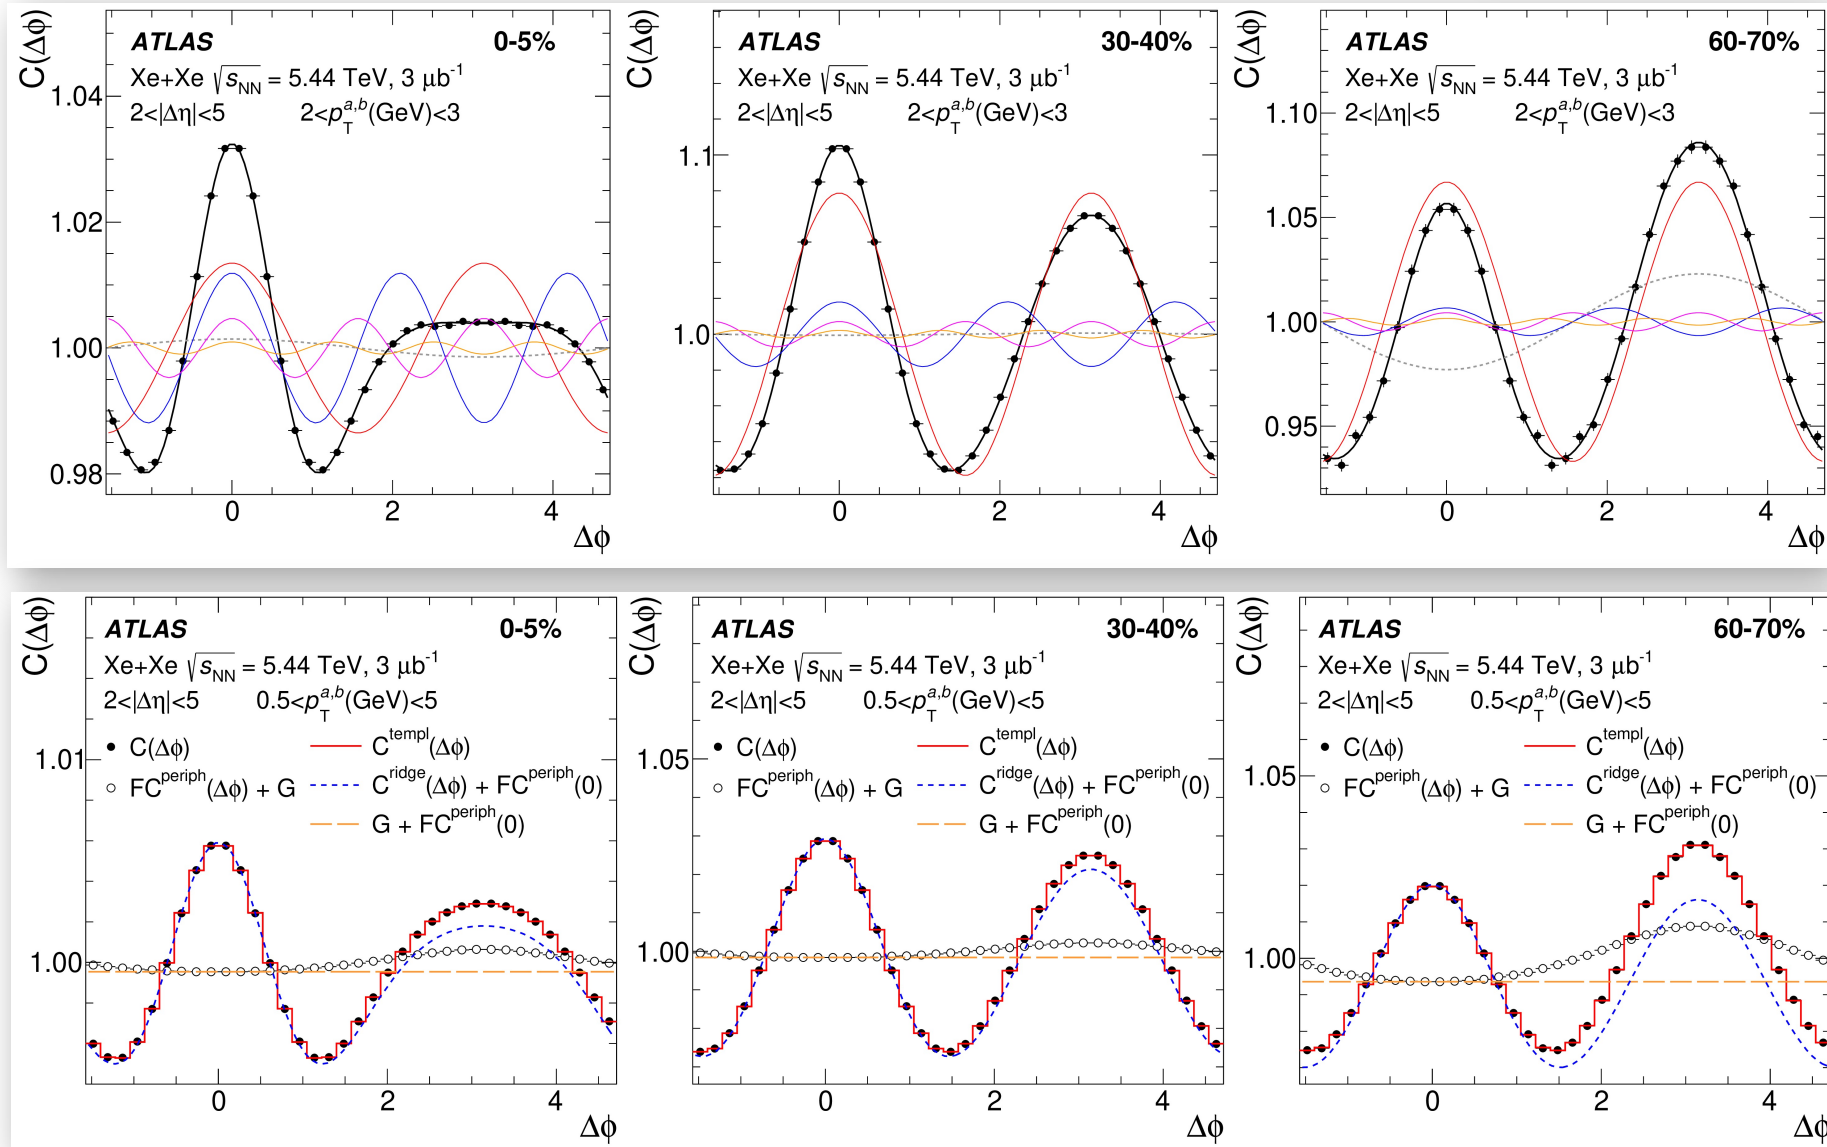 C(Δϕ)
ATLAS 0-5%
Xe+Xe √sNN = 5.44 TeV, 3 μb-1
2<|Δη|<5 2<pTa,b(GeV)<3
1.04
1.02
1.00
0.98
0 2 4
Δϕ
C(Δϕ)
ATLAS 30-40%
Xe+Xe √sNN = 5.44 TeV, 3 μb-1
2<|Δη|<5 2<pTa,b(GeV)<3
1.1
1.0
0 2 4
Δϕ
C(Δϕ)
ATLAS 60-70%
Xe+Xe √sNN = 5.44 TeV, 3 μb-1
2<|Δη|<5 2<pTa,b(GeV)<3
1.10
1.05
1.00
0.95
0 2 4
Δϕ
C(Δϕ)
ATLAS 0-5%
Xe+Xe √sNN = 5.44 TeV, 3 μb-1
2<|Δη|<5 0.5<pTa,b(GeV)<5
C(Δϕ) Ctempl(Δϕ)
FCperiph(Δϕ) + G Cridge(Δϕ) + FCperiph(0)
G + FCperiph(0)
1.01
1.00
0 2 4
Δϕ
C(Δϕ)
ATLAS 30-40%
Xe+Xe √sNN = 5.44 TeV, 3 μb-1
2<|Δη|<5 0.5<pTa,b(GeV)<5
C(Δϕ) Ctempl(Δϕ)
FCperiph(Δϕ) + G Cridge(Δϕ) + FCperiph(0)
G + FCperiph(0)
1.05
1.00
0 2 4
Δϕ
C(Δϕ)
ATLAS 60-70%
Xe+Xe √sNN = 5.44 TeV, 3 μb-1
2<|Δη|<5 0.5<pTa,b(GeV)<5
C(Δϕ) Ctempl(Δϕ)
FCperiph(Δϕ) + G Cridge(Δϕ) + FCperiph(0)
G + FCperiph(0)
1.05
1.00
0 2 4
Δϕ